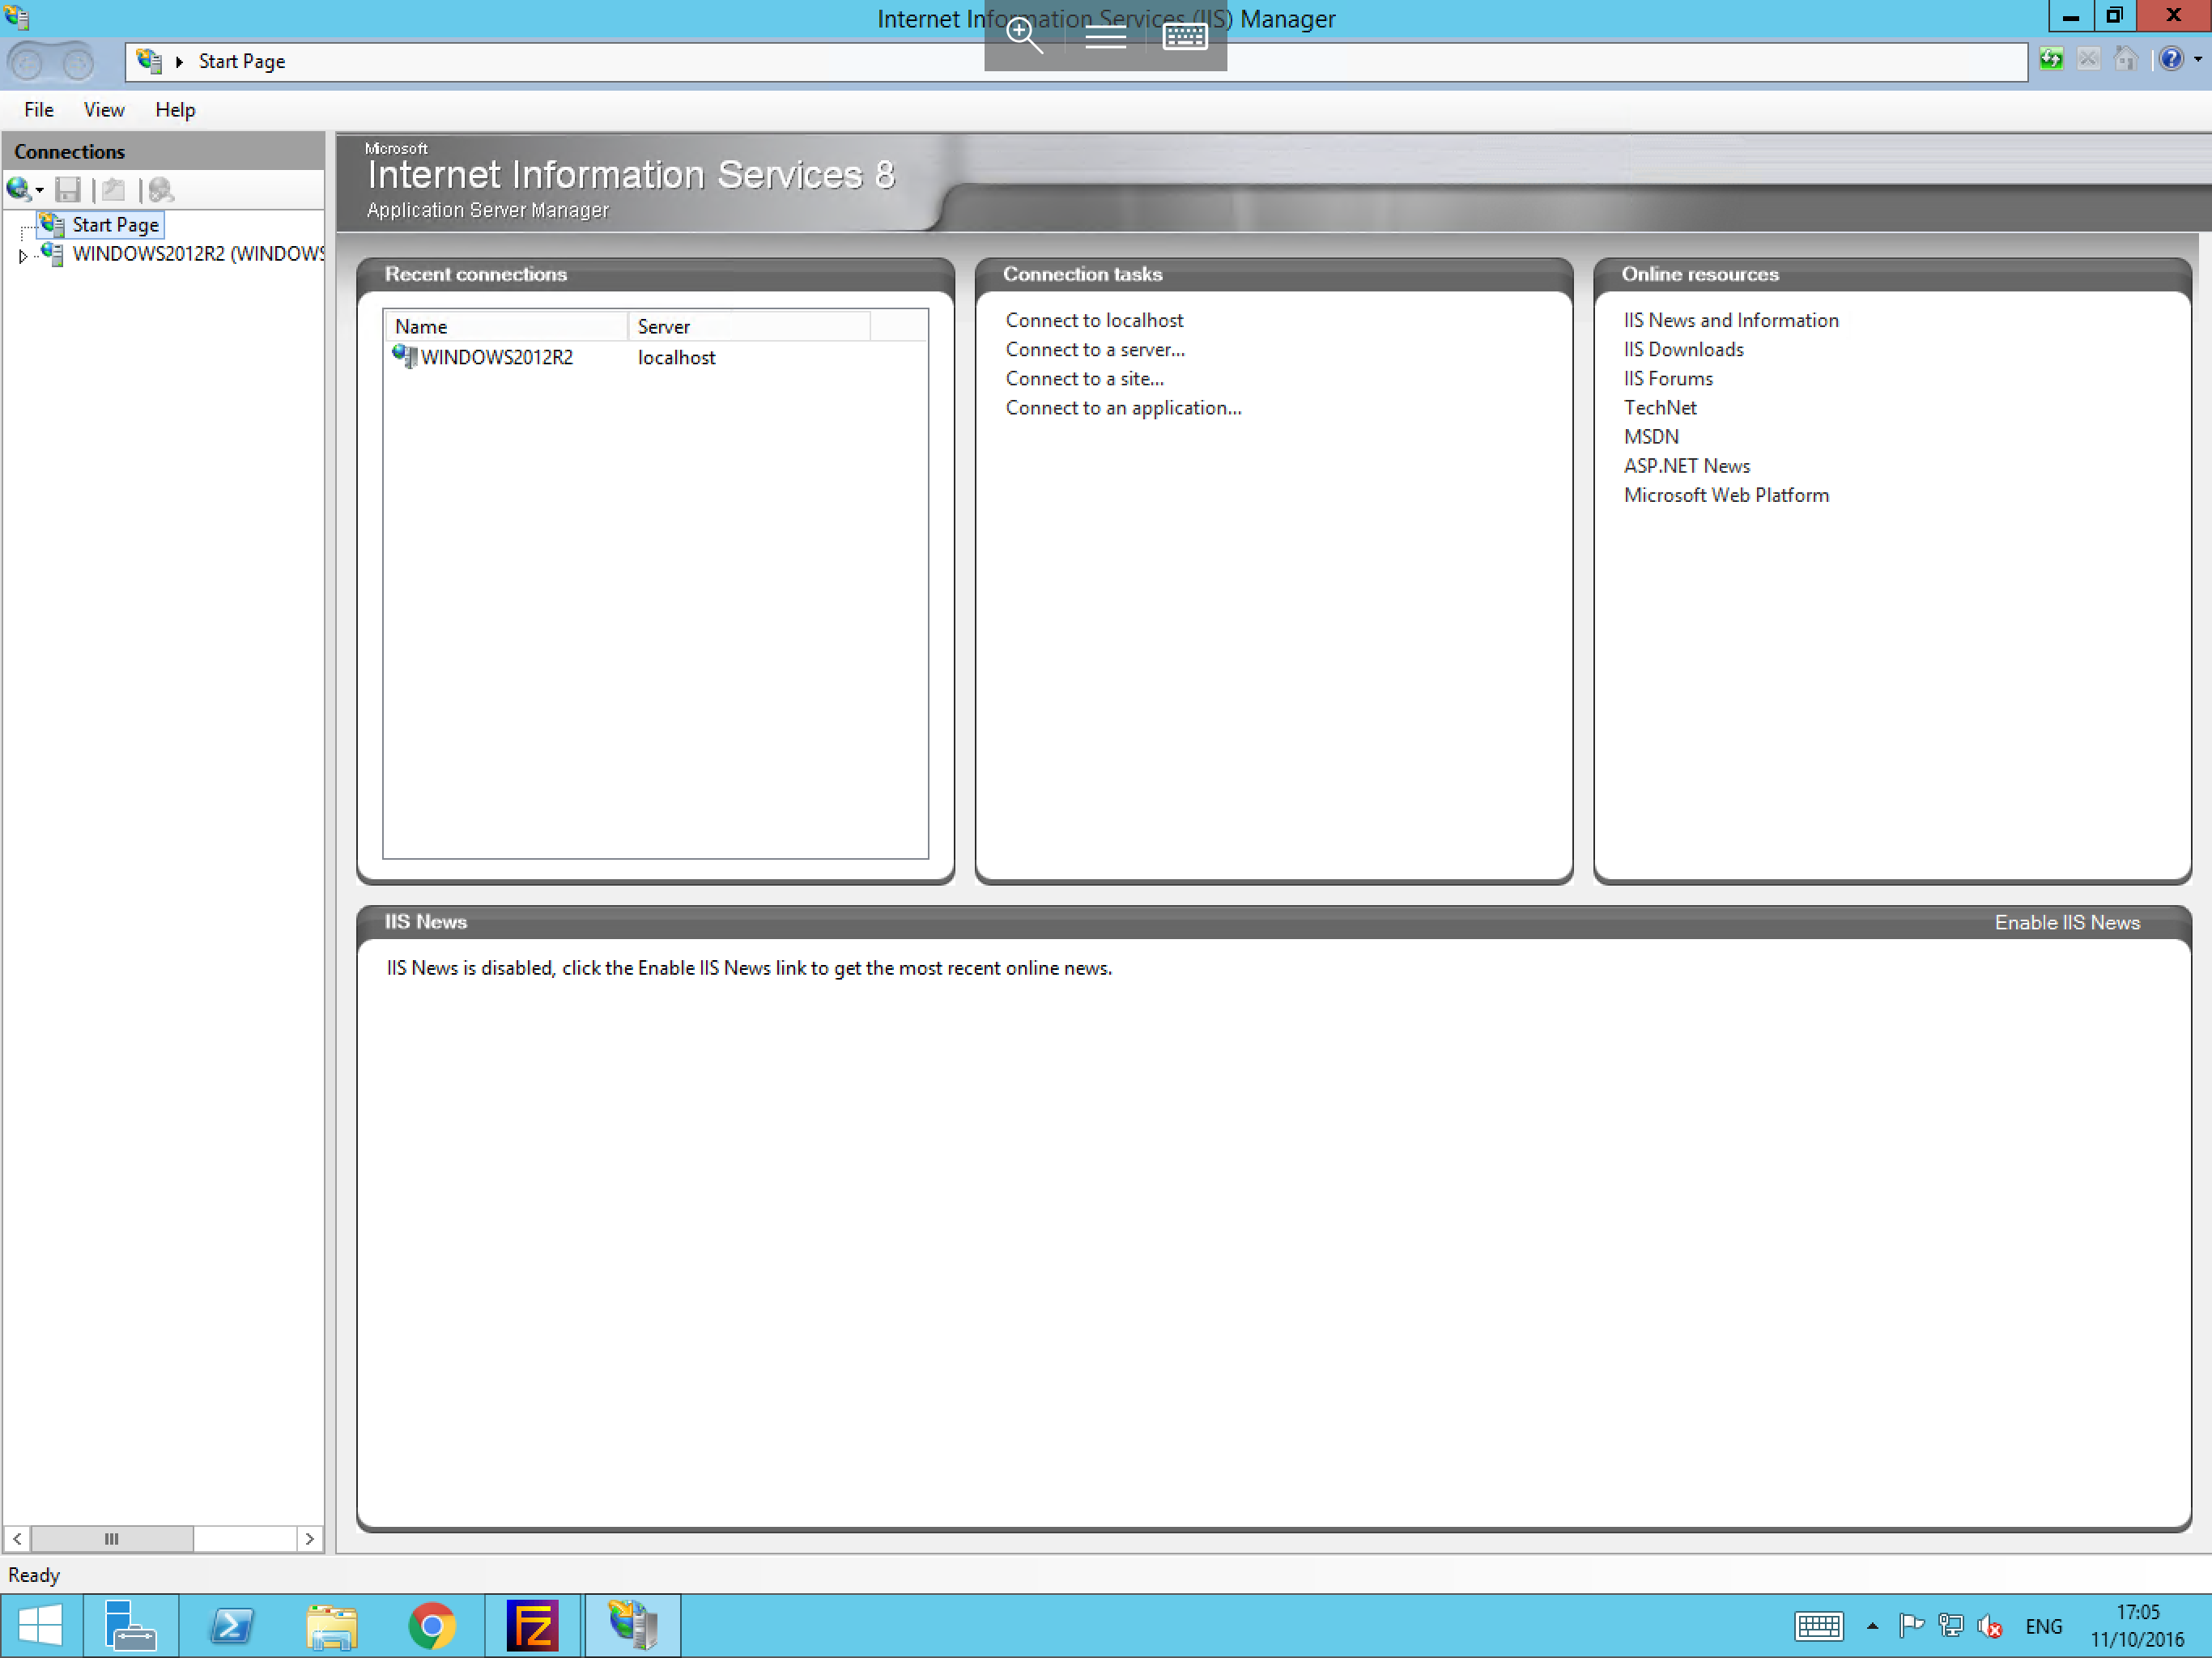 Internet Information Services (IIS) Manager
Start Page
File View Help
Connections
Start Page
WINDOWS2012R2 (WINDOWS
Microsoft
Internet Information Services 8
Application Server Manager
Recent connections
Name Server
WINDOWS2012R2 localhost
Connection tasks
Connect to localhost
Connect to a server...
Connect to a site...
Connect to an application...
Online resources
IIS News and Information
IIS Downloads
IIS Forums
TechNet
MSDN
ASP.NET News
Microsoft Web Platform
IIS News Enable IIS News
IIS News is disabled, click the Enable IIS News link to get the most recent online news.
Ready
FZ
ENG
17:05
11/10/2016